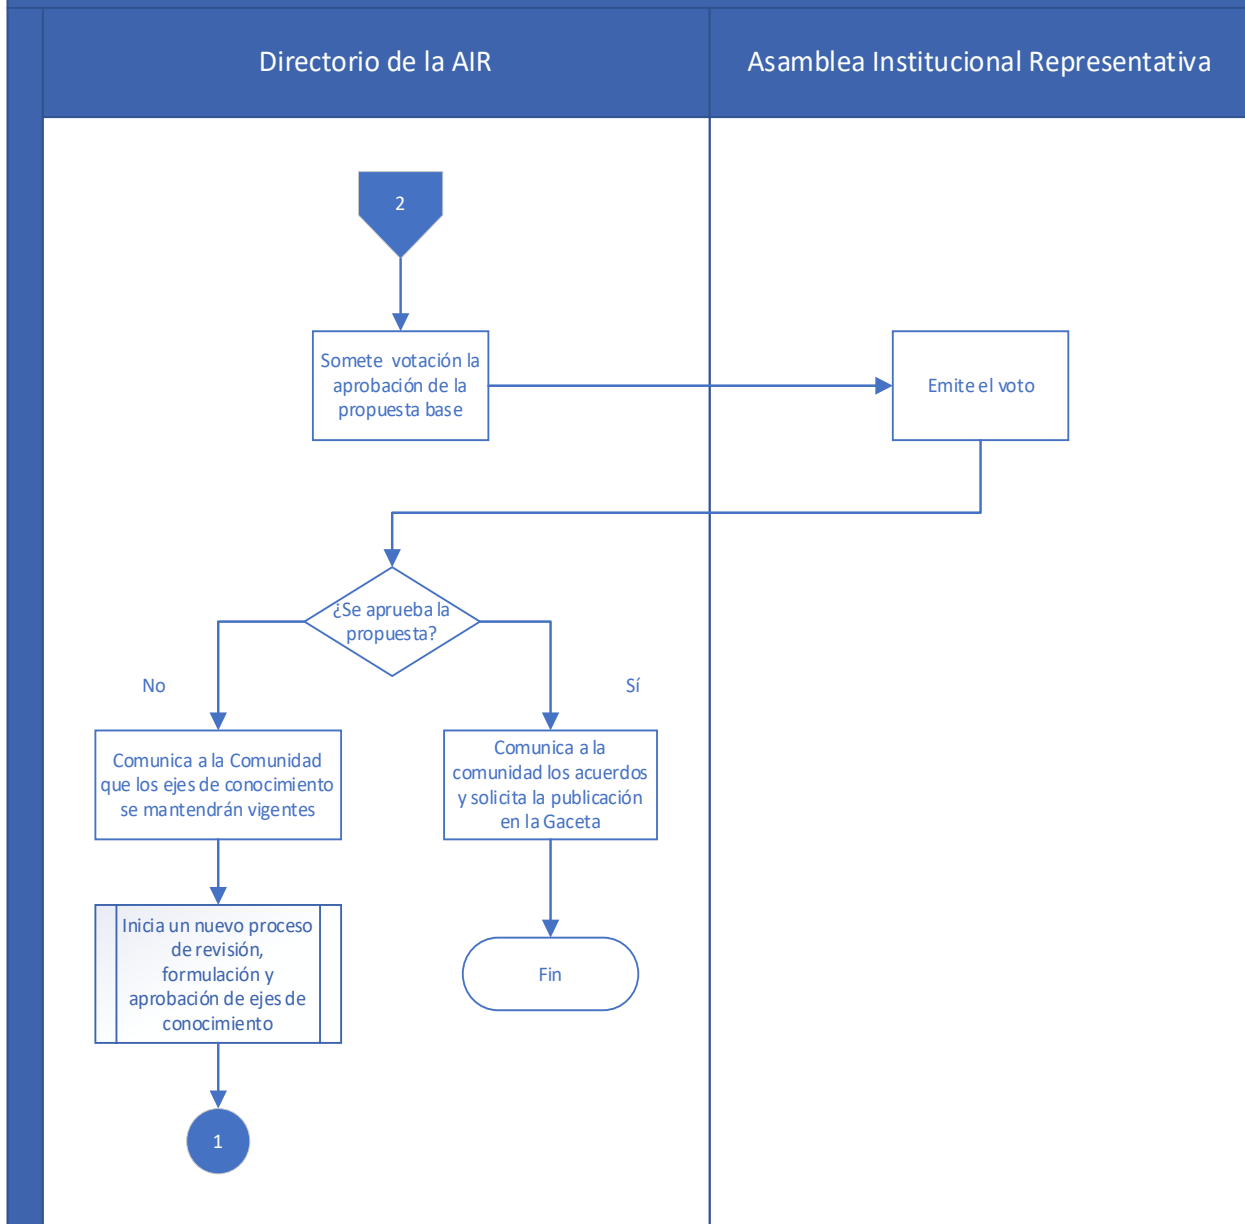 Directorio de la AIR
Asamblea Institucional Representativa
2
Somete votación la
aprobación de la
propuesta base
Emite el voto
¿Se aprueba la
propuesta?
No
Sí
Comunica a la Comunidad
que los ejes de conocimiento
se mantendrán vigentes
Comunica a la
comunidad los acuerdos
y solicita la publicación
en la Gaceta
Inicia un nuevo proceso
de revisión,
formulación y
aprobación de ejes de
conocimiento
Fin
1